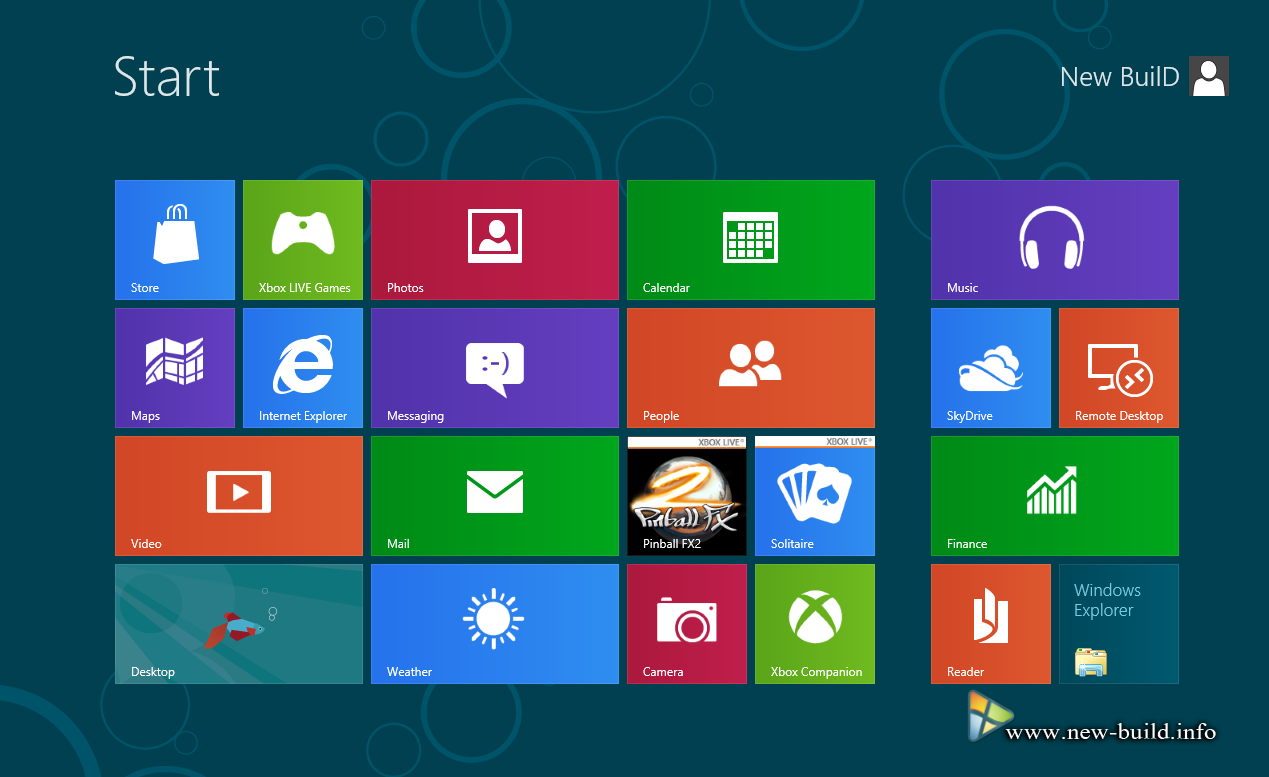 Start
New BuilD
Store
Xbox LIVE Games
Photos
Calendar
Music
Maps
Internet Explorer
Messaging
:-)
People
SkyDrive
Remote Desktop
Video
Mail
XBOX LIVE®
2
Pinball FX
Pinball FX2
XBOX LIVE®
Solitaire
Finance
Desktop
Weather
Camera
Xbox Companion
Reader
Windows
Explorer
www.new-build.info